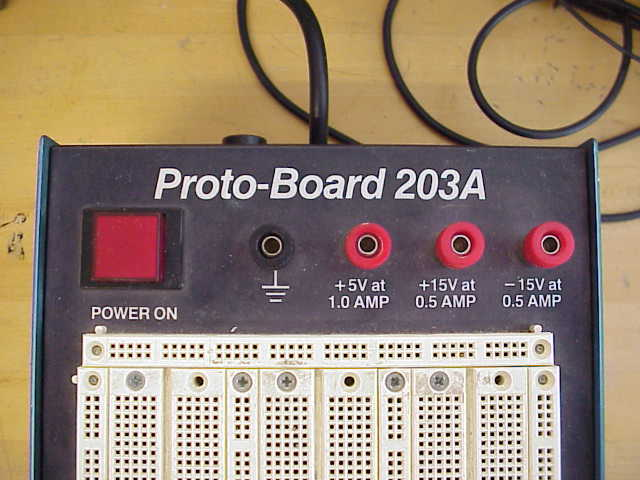 Proto-Board 203A
+5V at
1.0 AMP
+15V at
0.5 AMP
−15V at
0.5 AMP
POWER ON